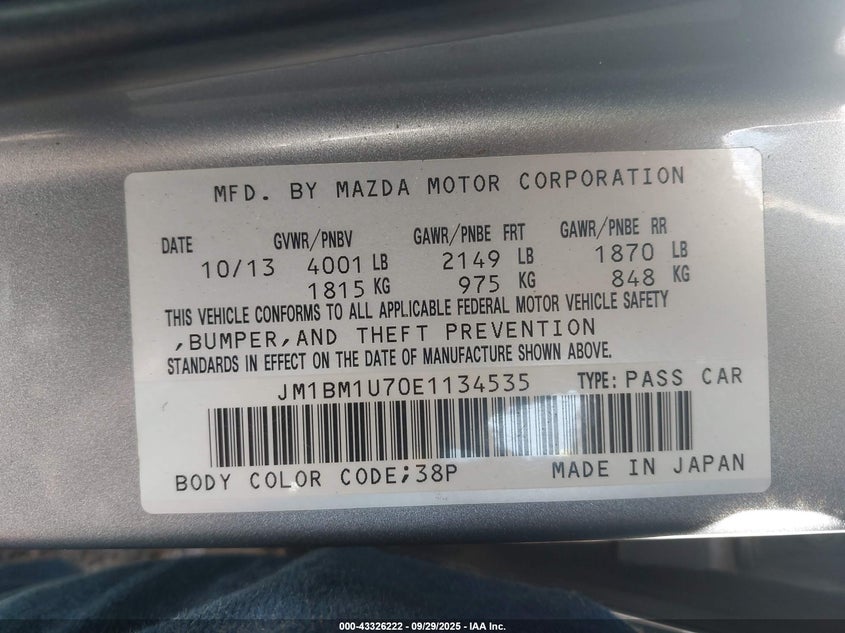 MFD. BY MAZDA MOTOR CORPORATION
DATE GVWR/PNBV GAWR/PNBE FRT GAWR/PNBE RR
10/13 4001 LB 2149 LB 1870 LB
1815 KG 975 KG 848 KG
THIS VEHICLE CONFORMS TO ALL APPLICABLE FEDERAL MOTOR VEHICLE SAFETY
,BUMPER,AND THEFT PREVENTION
STANDARDS IN EFFECT ON THE DATE OF MANUFACTURE SHOWN ABOVE.
JM1BM1U70E1134535 TYPE: PASS CAR
BODY COLOR CODE;38P MADE IN JAPAN
000-43326222 - 09/29/2025 - IAA Inc.